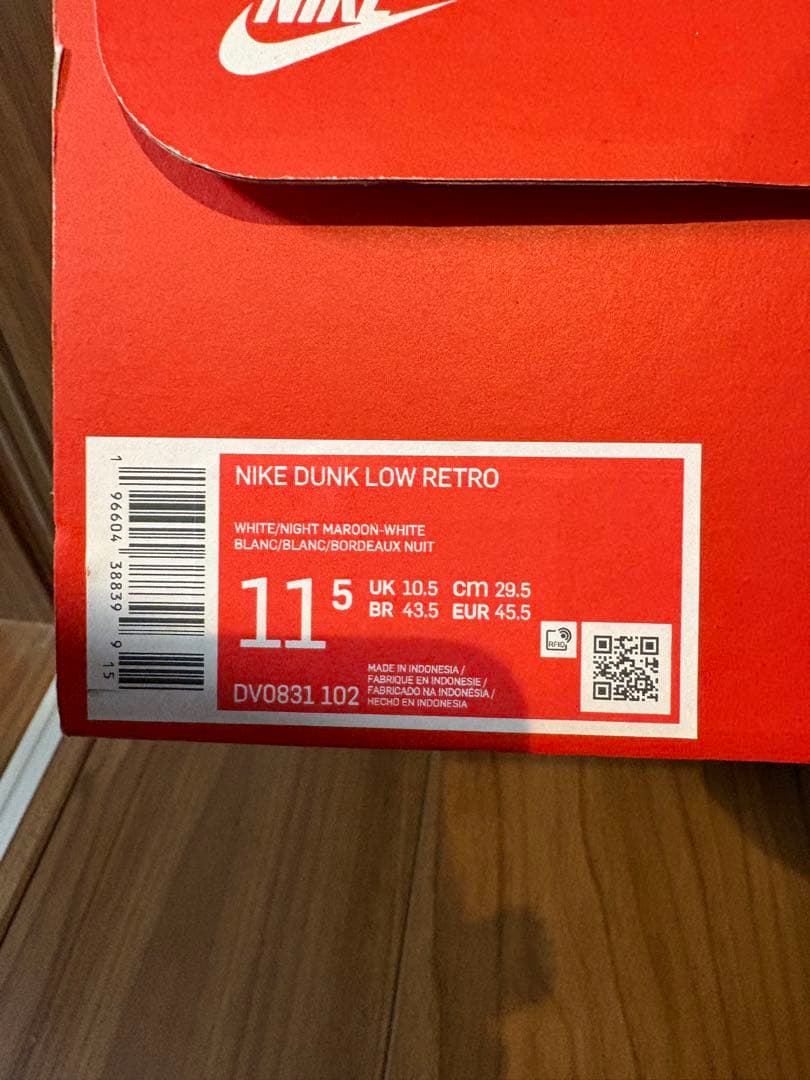 NIKE
NIKE DUNK LOW RETRO
WHITE/NIGHT MAROON-WHITE
BLANC/BLANC/BORDEAUX NUIT
11 5 UK 10.5 cm 29.5
BR 43.5 EUR 45.5
RFID
MADE IN INDONESIA /
FABRIQUE EN INDONESIE /
FABRICADO NA INDONÉSIA /
HECHO EN INDONESIA
DV0831 102
1 96604 38839 9 15